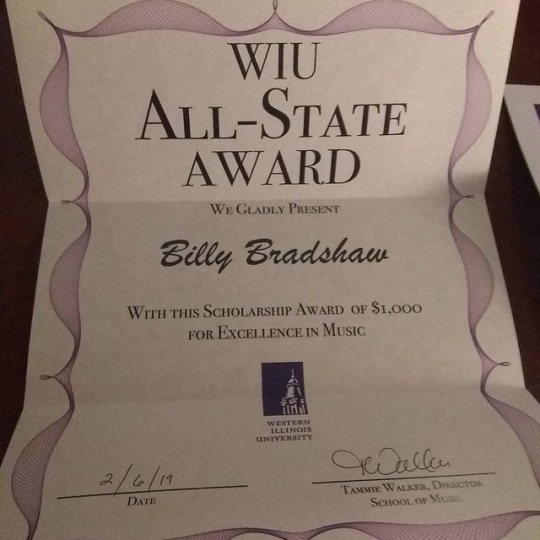 WIU
ALL-STATE
AWARD
WE GLADLY PRESENT
Billy Bradshaw
WITH THIS SCHOLARSHIP AWARD OF $1,000
FOR EXCELLENCE IN MUSIC
WESTERN
ILLINOIS
UNIVERSITY
2/6/19
DATE
TWalker
TAMMIE WALKER, DIRECTOR
SCHOOL OF MUSIC